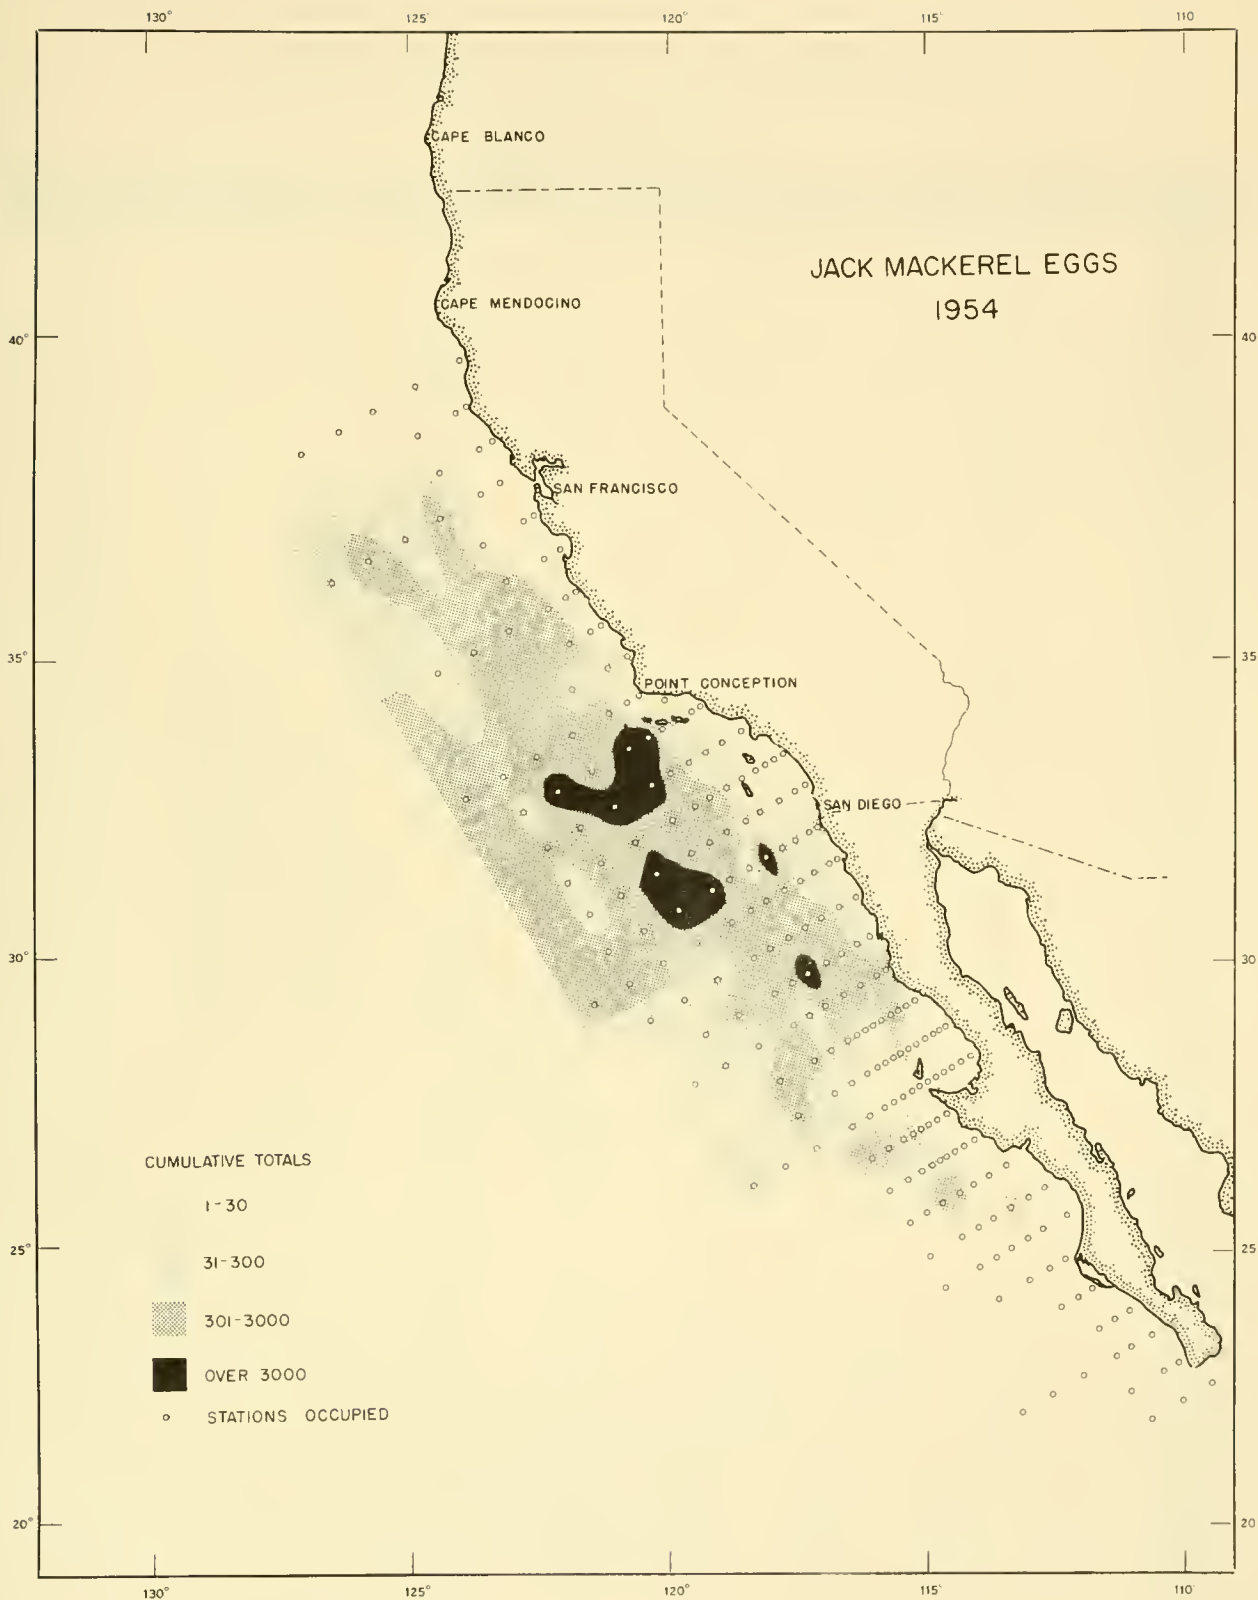 130° 125° 120° 115° 110
CAPE BLANCO
JACK MACKEREL EGGS
1954
CAPE MENDOCINO
40° 40
SAN FRANCISCO
35° 35
POINT CONCEPTION
SAN DIEGO
30° 30
CUMULATIVE TOTALS
1-30
31-300
25° 25
301-3000
OVER 3000
STATIONS OCCUPIED
20° 20
130° 125° 120° 115° 110